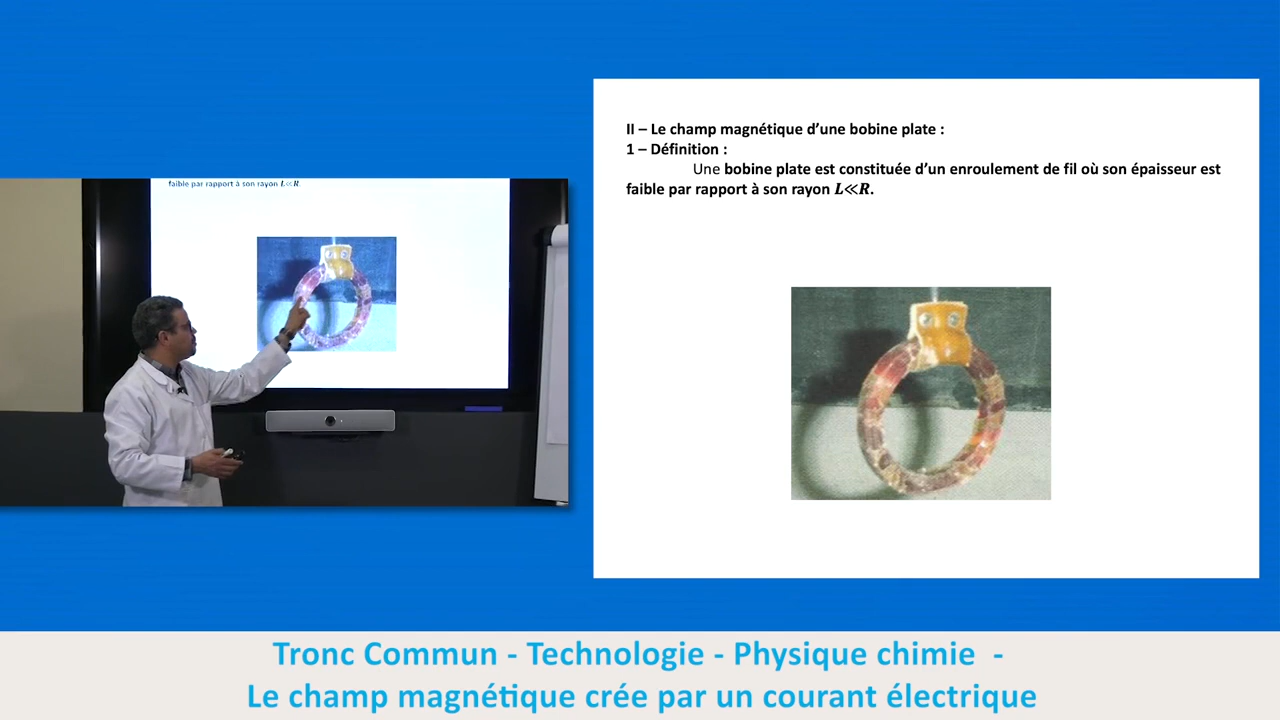 II – Le champ magnétique d’une bobine plate :
1 – Définition :
Une bobine plate est constituée d’un enroulement de fil où son épaisseur est
faible par rapport à son rayon L≪R.
faible par rapport à son rayon L≪R.
Tronc Commun - Technologie - Physique chimie -
Le champ magnétique crée par un courant électrique